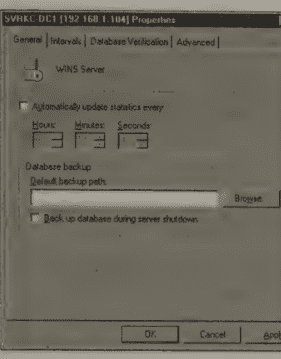 SVRKC-DC1 [192.168.1.104] Properties
General Intervals Database Verification Advanced
WINS Server
Automatically update statistics every:
Hours: Minutes: Seconds:
Database backup
Default backup path:
Browse
Back up database during server shutdown
OK Cancel